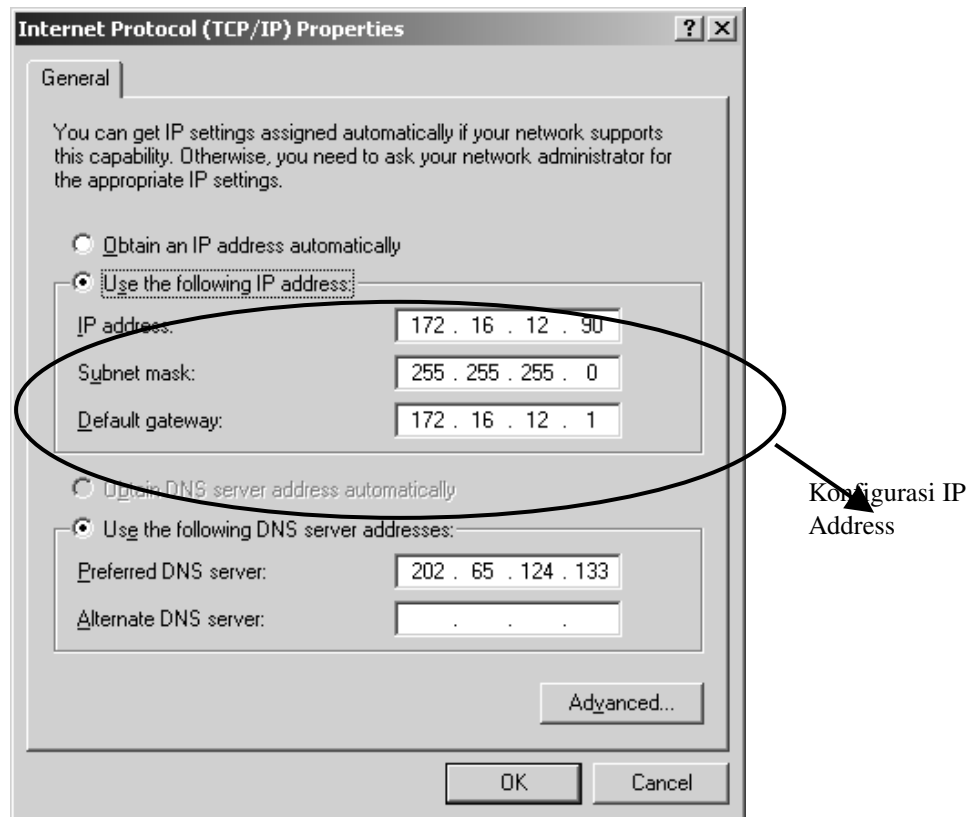 Internet Protocol (TCP/IP) Properties
General
You can get IP settings assigned automatically if your network supports
this capability. Otherwise, you need to ask your network administrator for
the appropriate IP settings.
Obtain an IP address automatically
Use the following IP address:
IP address: 172 . 16 . 12 . 90
Subnet mask: 255 . 255 . 255 . 0
Default gateway: 172 . 16 . 12 . 1
Obtain DNS server address automatically
Use the following DNS server addresses:
Preferred DNS server: 202 . 65 . 124 . 133
Alternate DNS server: . . .
Advanced...
OK Cancel
Konfigurasi IP
Address